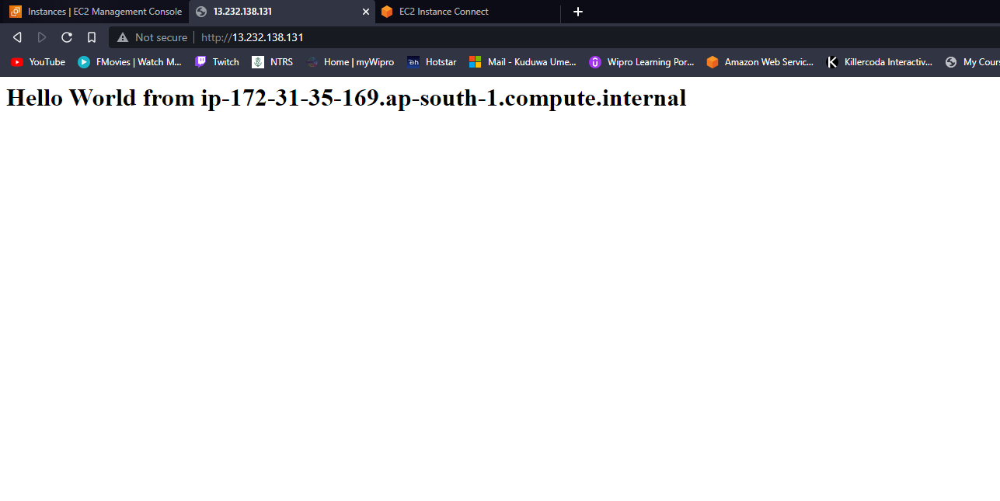 Instances | EC2 Management Console 13.232.138.131 EC2 Instance Connect
Not secure http://13.232.138.131
YouTube FMovies | Watch M... Twitch NTRS Home | myWipro Hotstar Mail - Kuduwa Ume... Wipro Learning Por... Amazon Web Servic... Killercoda Interactiv... My Cours
Hello World from ip-172-31-35-169.ap-south-1.compute.internal